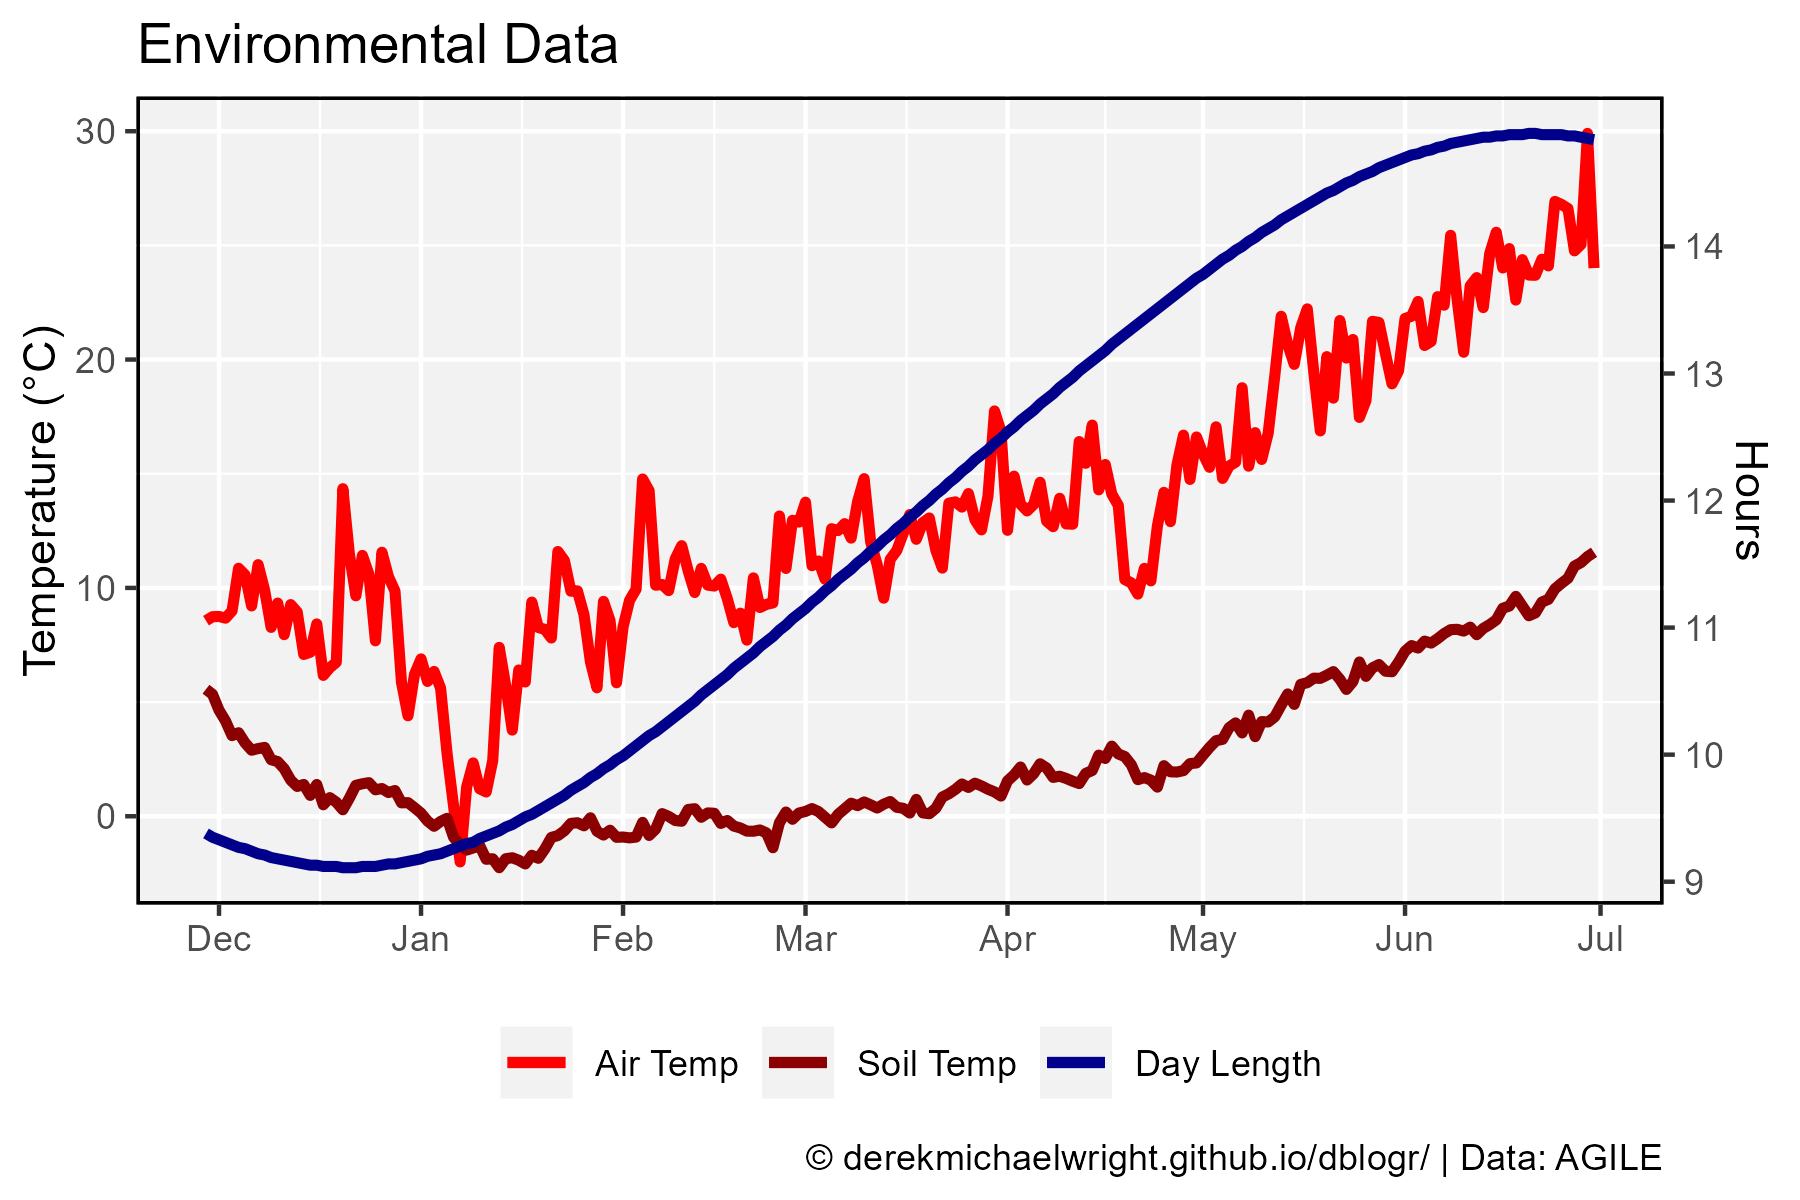 Environmental Data
Temperature (°C)
30
20
10
0
14
13
12
11
10
9
Hours
Dec Jan Feb Mar Apr May Jun Jul
Air Temp Soil Temp Day Length
© derekmichaelwright.github.io/dblogr/ | Data: AGILE